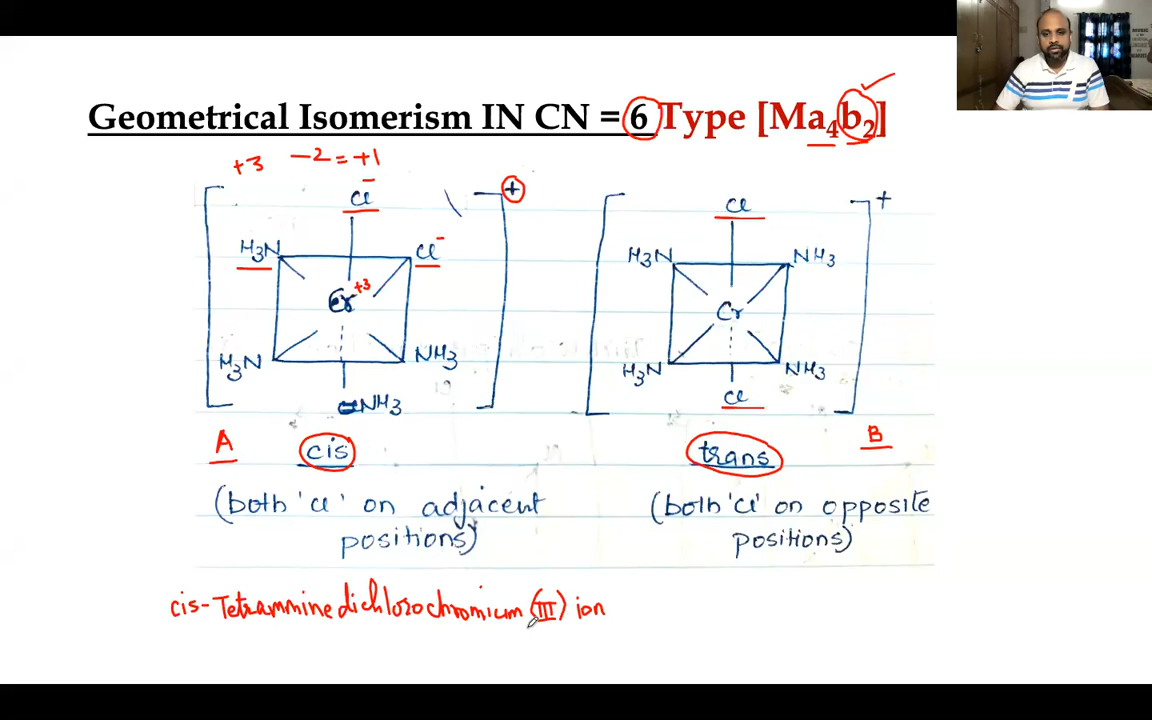 Geometrical Isomerism IN CN = 6 Type [Ma4b2]
+3 −2 = +1
Cl−
+
H3N
Cl−
Cr+3
H3N
NH3
NH3
A
cis
(both 'Cl' on adjacent
positions)
Cl
+
H3N
NH3
Cr
H3N
NH3
Cl
B
trans
(both 'Cl' on opposite
positions)
cis-Tetrammine dichlorochromium (III) ion